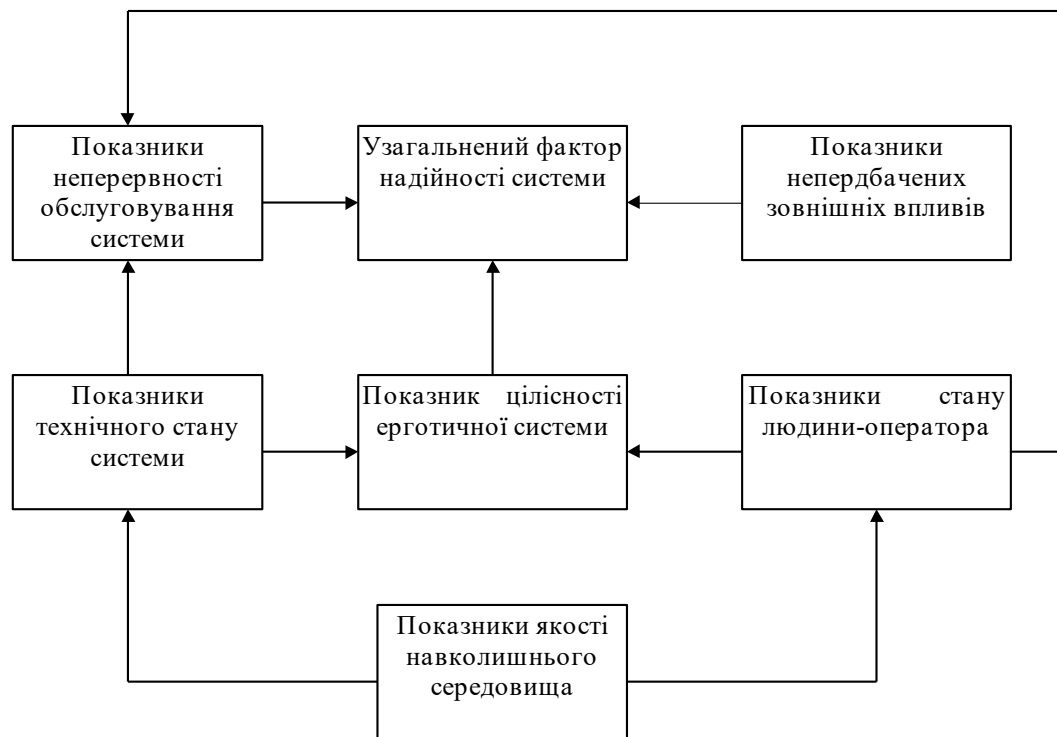 Показники
неперервності
обслуговування
системи
Узагальнений фактор
надійності системи
Показники
непердбачених
зовнішніх впливів
Показники
технічного стану
системи
Показник цілісності
ерготичної системи
Показники стану
людини-оператора
Показники якості
навколишнього
середовища